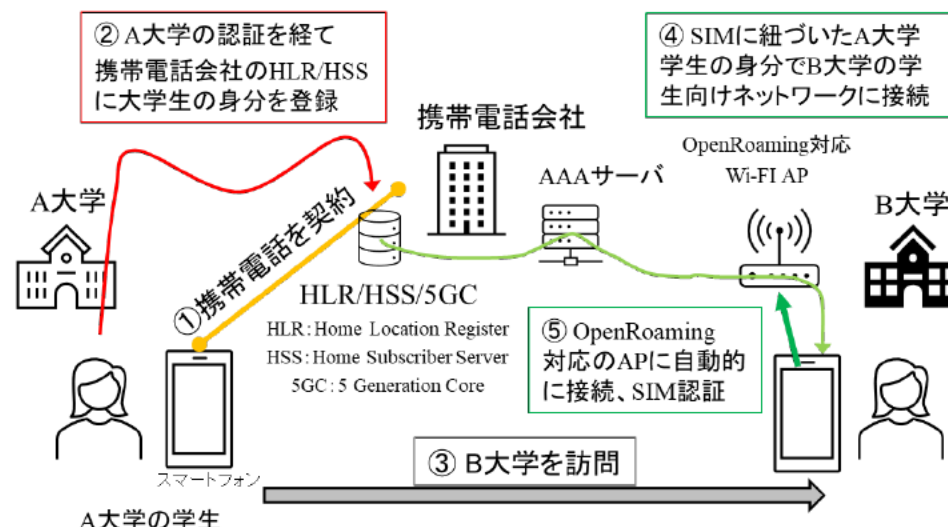 ② A大学の認証を経て
携帯電話会社のHLR/HSS
に大学生の身分を登録
④ SIMに紐づいたA大学
学生の身分でB大学の学
生向けネットワークに接続
携帯電話会社
OpenRoaming対応
Wi-FI AP
AAAサーバ
A大学
B大学
①携帯電話を契約
HLR/HSS/5GC
HLR:Home Location Register
HSS:Home Subscriber Server
5GC:5 Generation Core
⑤ OpenRoaming
対応のAPに自動的
に接続、SIM認証
③ B大学を訪問
スマートフォン
A大学の学生